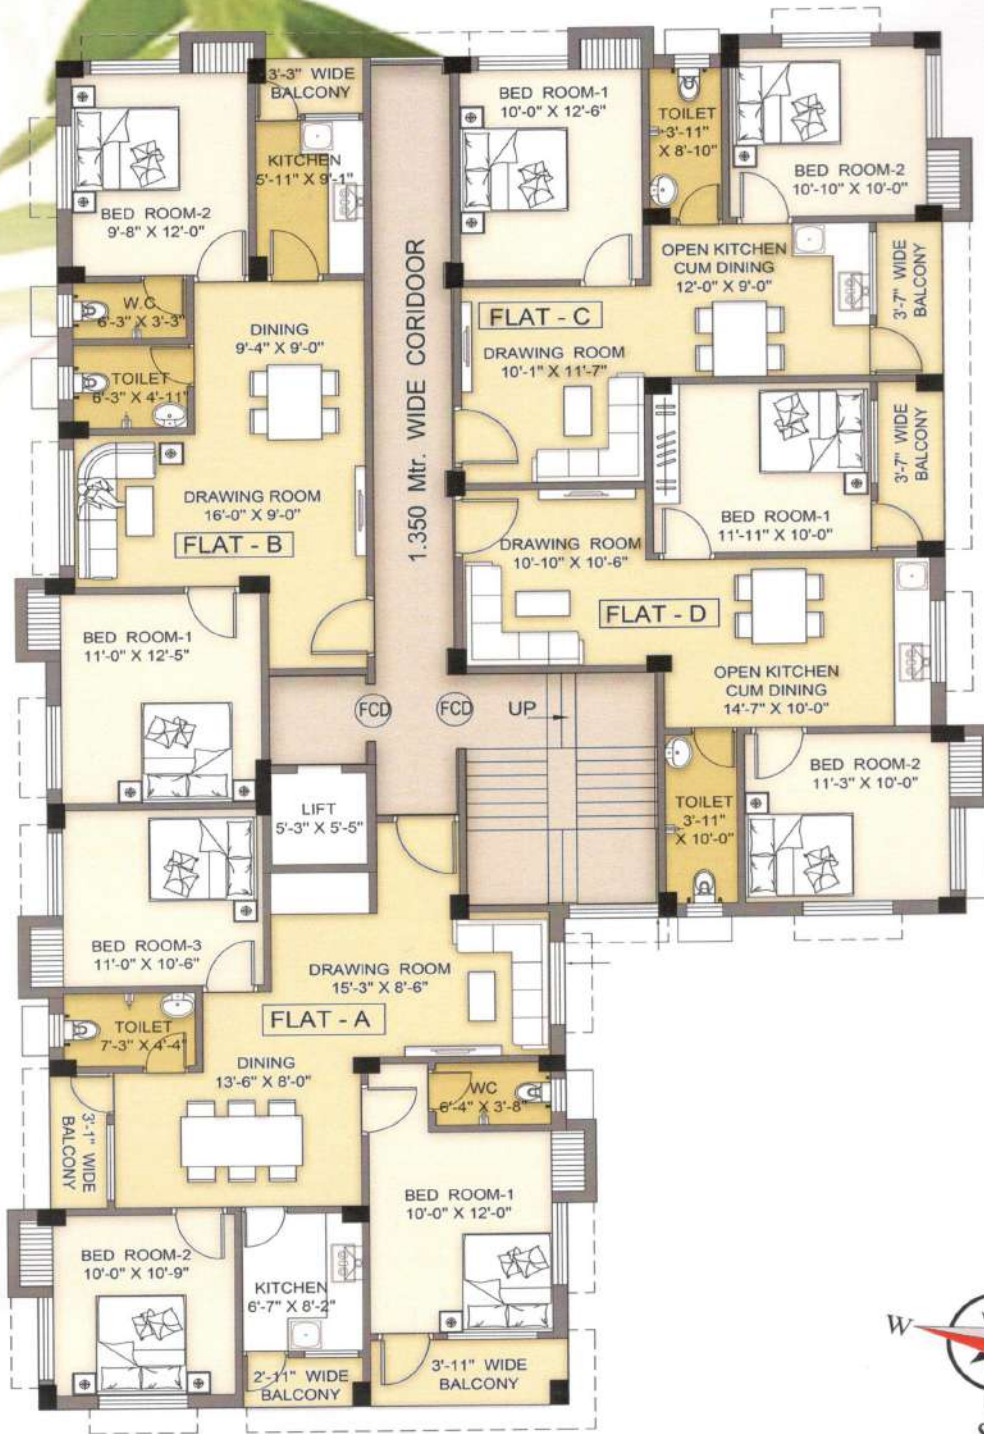 3'-3" WIDE
BALCONY
KITCHEN
5'-11" X 9'-1"
BED ROOM-2
9'-8" X 12'-0"
W.C
6'-3" X 3'-3"
TOILET
6'-3" X 4'-11"
DINING
9'-4" X 9'-0"
DRAWING ROOM
16'-0" X 9'-0"
FLAT - B
BED ROOM-1
11'-0" X 12'-5"
1.350 Mtr. WIDE CORIDOOR
BED ROOM-1
10'-0" X 12'-6"
TOILET
3'-11"
X 8'-10"
BED ROOM-2
10'-10" X 10'-0"
OPEN KITCHEN
CUM DINING
12'-0" X 9'-0"
3'-7" WIDE
BALCONY
FLAT - C
DRAWING ROOM
10'-1" X 11'-7"
3'-7" WIDE
BALCONY
BED ROOM-1
11'-11" X 10'-0"
DRAWING ROOM
10'-10" X 10'-6"
FLAT - D
OPEN KITCHEN
CUM DINING
14'-7" X 10'-0"
FCD
FCD
UP
BED ROOM-2
11'-3" X 10'-0"
TOILET
3'-11"
X 10'-0"
LIFT
5'-3" X 5'-5"
BED ROOM-3
11'-0" X 10'-6"
DRAWING ROOM
15'-3" X 8'-6"
FLAT - A
TOILET
7'-3" X 4'-4"
DINING
13'-6" X 8'-0"
WC
6'-4" X 3'-8"
3'-1" WIDE
BALCONY
BED ROOM-1
10'-0" X 12'-0"
BED ROOM-2
10'-0" X 10'-9"
KITCHEN
6'-7" X 8'-2"
2'-11" WIDE
BALCONY
3'-11" WIDE
BALCONY
W